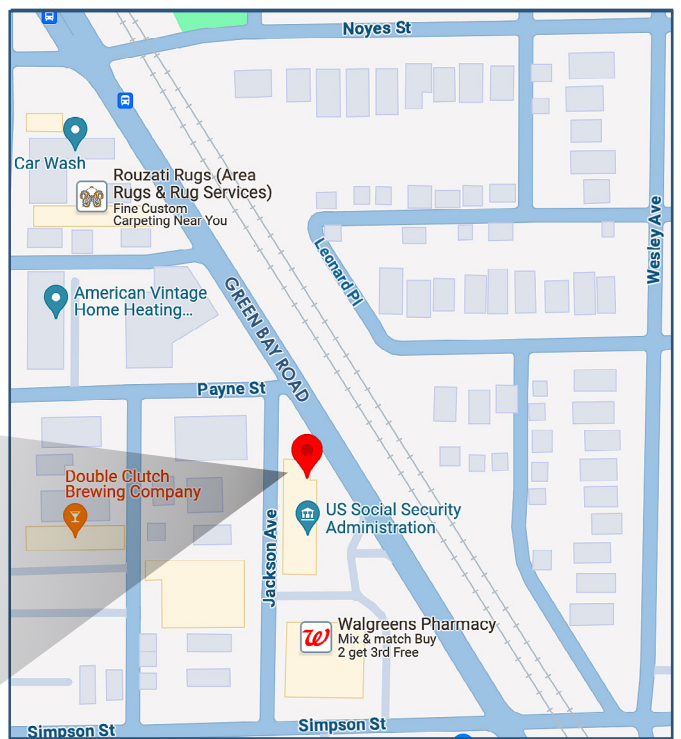 Noyes St
Car Wash
Rouzati Rugs (Area
Rugs & Rug Services)
Fine Custom
Carpeting Near You
Wesley Ave
Leonard Pl
American Vintage
Home Heating...
GREEN BAY ROAD
Payne St
Double Clutch
Brewing Company
US Social Security
Administration
Jackson Ave
Walgreens Pharmacy
Mix & match Buy
2 get 3rd Free
Simpson St
Simpson St